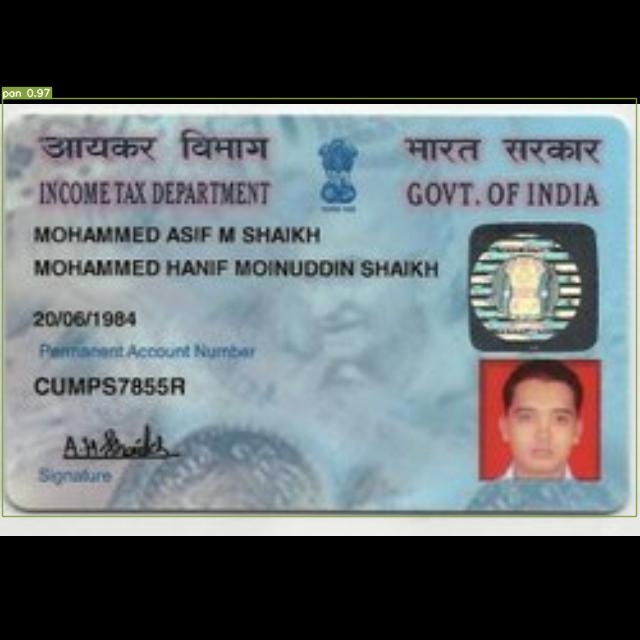 pan 0.97
आयकर विभाग
भारत सरकार
INCOME TAX DEPARTMENT
GOVT. OF INDIA
MOHAMMED ASIF M SHAIKH
MOHAMMED HANIF MOINUDDIN SHAIKH
20/06/1984
Permanent Account Number
CUMPS7855R
A.M.Shaikh
Signature